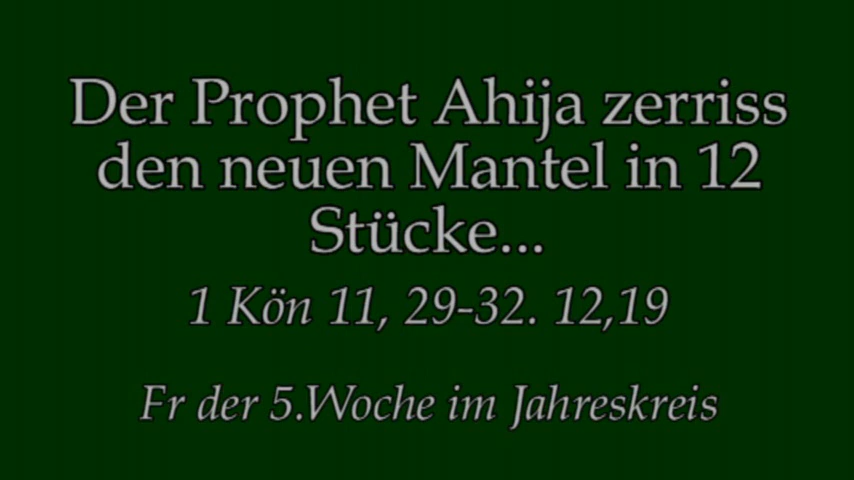 Der Prophet Ahija zerriss
den neuen Mantel in 12
Stücke...
1 Kön 11, 29-32. 12,19
Fr der 5.Woche im Jahreskreis